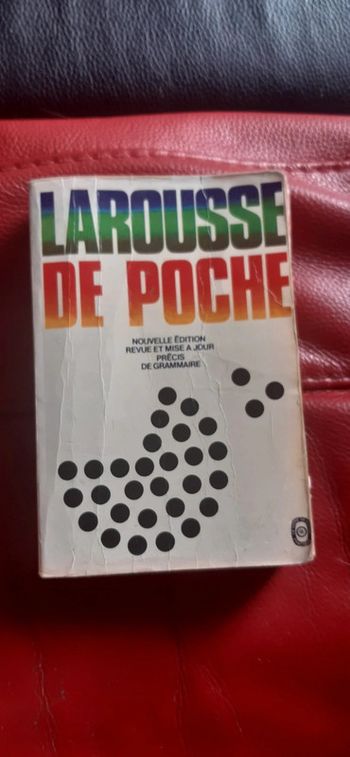 LAROUSSE
DE POCHE
NOUVELLE ÉDITION
REVUE ET MISE A JOUR
PRÉCIS
DE GRAMMAIRE